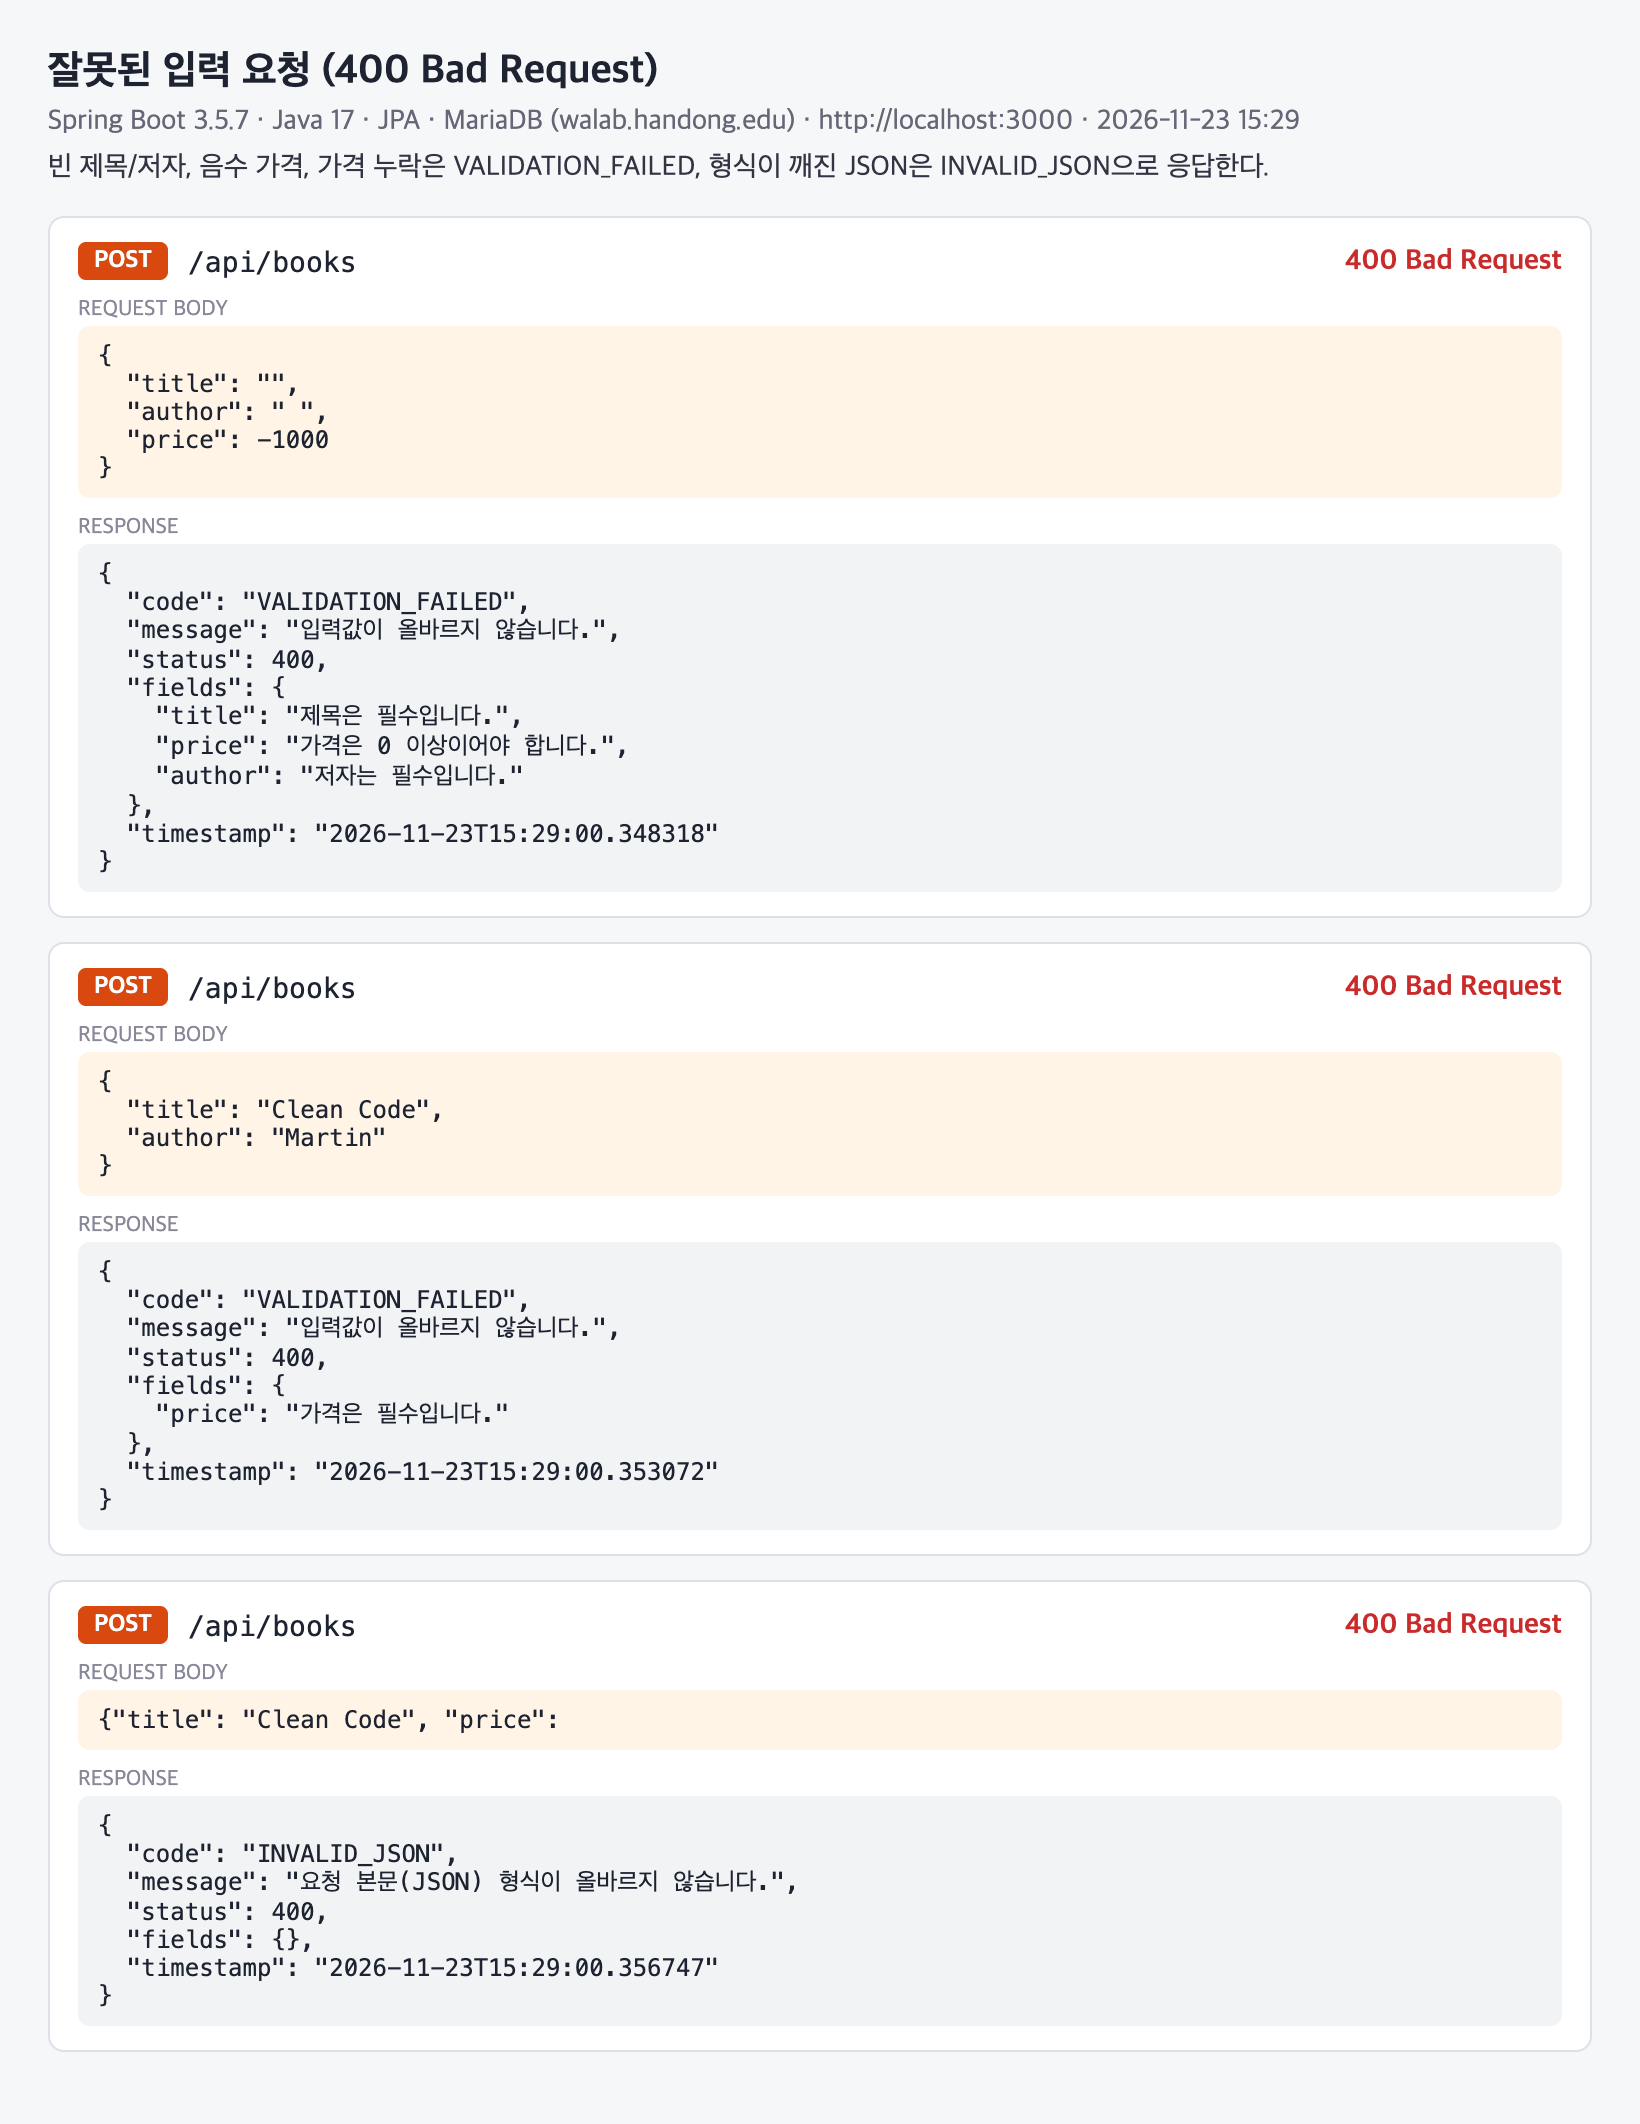 잘못된 입력 요청 (400 Bad Request)
Spring Boot 3.5.7 · Java 17 · JPA · MariaDB (walab.handong.edu) · http://localhost:3000 · 2026-11-23 15:29
빈 제목/저자, 음수 가격, 가격 누락은 VALIDATION_FAILED, 형식이 깨진 JSON은 INVALID_JSON으로 응답한다.
POST /api/books 400 Bad Request
REQUEST BODY
{
  "title": "",
  "author": " ",
  "price": -1000
}
RESPONSE
{
  "code": "VALIDATION_FAILED",
  "message": "입력값이 올바르지 않습니다.",
  "status": 400,
  "fields": {
    "title": "제목은 필수입니다.",
    "price": "가격은 0 이상이어야 합니다.",
    "author": "저자는 필수입니다."
  },
  "timestamp": "2026-11-23T15:29:00.348318"
}
POST /api/books 400 Bad Request
REQUEST BODY
{
  "title": "Clean Code",
  "author": "Martin"
}
RESPONSE
{
  "code": "VALIDATION_FAILED",
  "message": "입력값이 올바르지 않습니다.",
  "status": 400,
  "fields": {
    "price": "가격은 필수입니다."
  },
  "timestamp": "2026-11-23T15:29:00.353072"
}
POST /api/books 400 Bad Request
REQUEST BODY
{"title": "Clean Code", "price":
RESPONSE
{
  "code": "INVALID_JSON",
  "message": "요청 본문(JSON) 형식이 올바르지 않습니다.",
  "status": 400,
  "fields": {},
  "timestamp": "2026-11-23T15:29:00.356747"
}